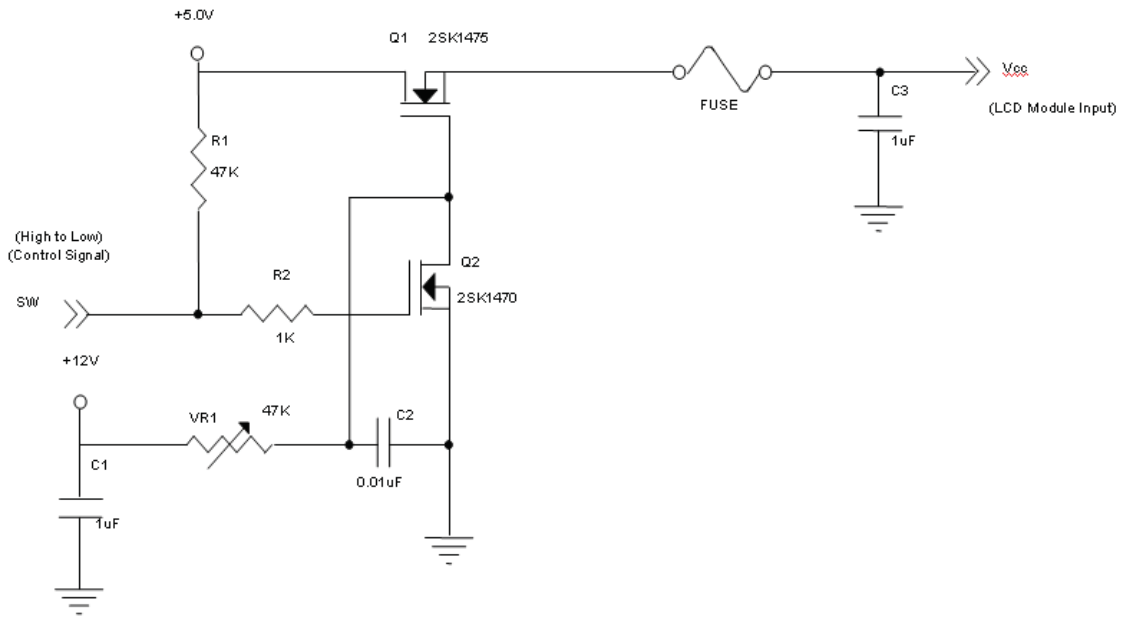 +5.0V
Q1 2SK1475
Vcc
C3
FUSE
(LCD Module Input)
R1
47K
1uF
(High to Low)
(Control Signal)
Q2
R2
SW
2SK1470
1K
+12V
VR1
47K
C2
C1
0.01uF
1uF